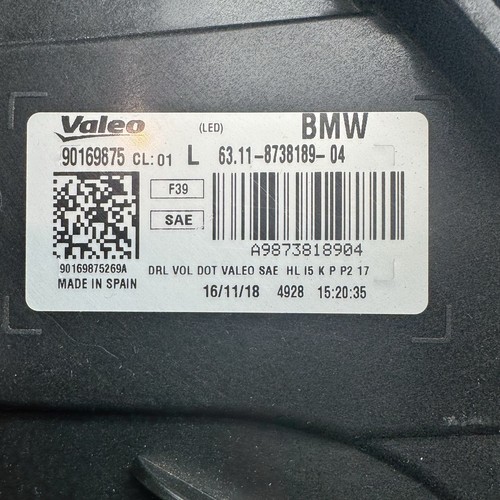 Valeo (LED) BMW
90169875 CL:01 L 63.11-8738189-04
F39
SAE
A9873818904
90169875269A
DRL VOL DOT VALEO SAE HL I5 K P P2 17
MADE IN SPAIN
16/11/18 4928 15:20:35